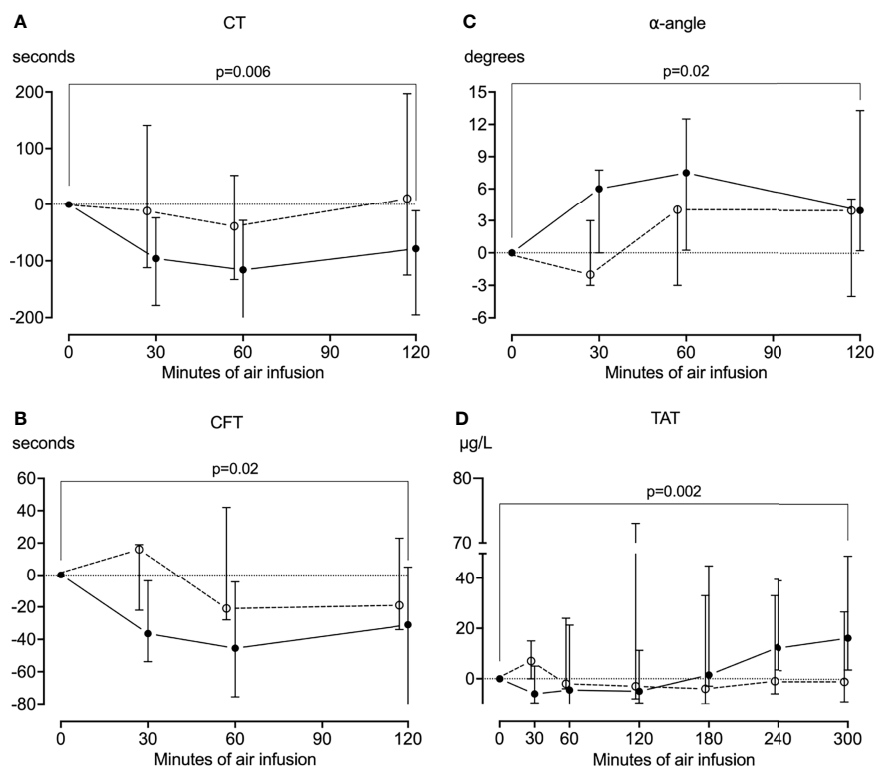 A
CT
seconds
p=0.006
200
100
0
-100
-200
0
30
60
90
120
Minutes of air infusion
C
α-angle
degrees
p=0.02
15
12
9
6
3
0
-3
-6
0
30
60
90
120
Minutes of air infusion
B
CFT
seconds
p=0.02
60
40
20
0
-20
-40
-60
-80
0
30
60
90
120
Minutes of air infusion
D
TAT
µg/L
p=0.002
80
70
40
20
0
0
30
60
120
180
240
300
Minutes of air infusion